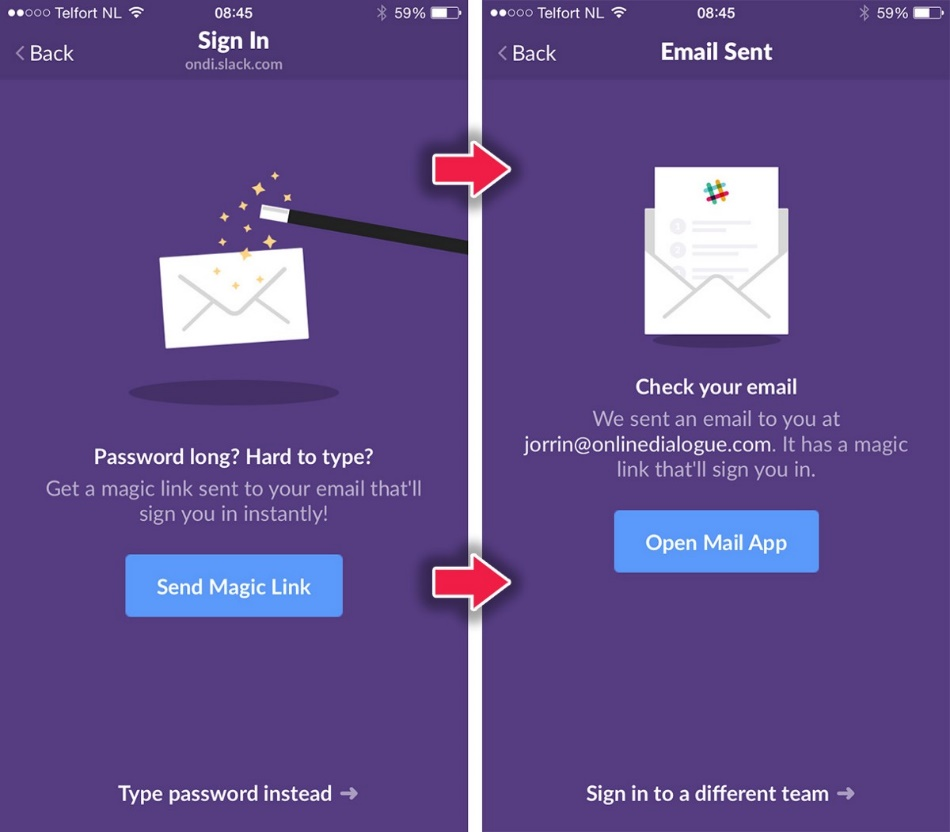 Telfort NL 08:45 59%
Back
Sign In
ondi.slack.com
Password long? Hard to type?
Get a magic link sent to your email that'll
sign you in instantly!
Send Magic Link
Type password instead
Telfort NL 08:45 59%
Back
Email Sent
1
2
3
Check your email
We sent an email to you at
jorrin@onlinedialogue.com. It has a magic
link that'll sign you in.
Open Mail App
Sign in to a different team